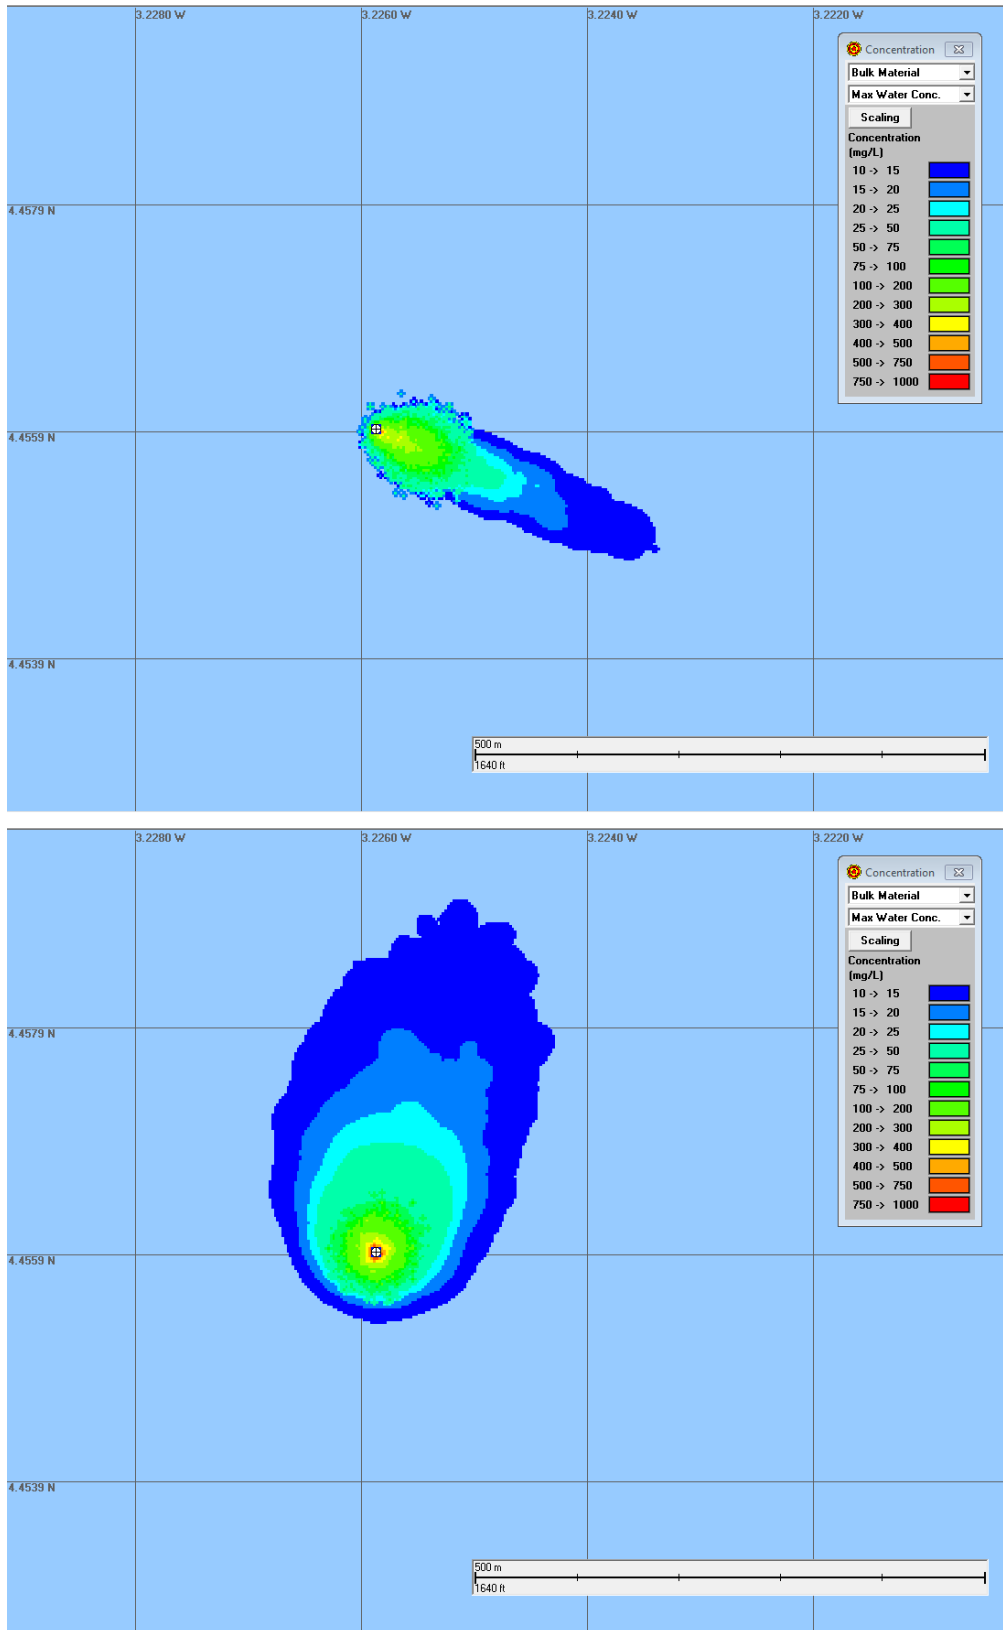 3.2280 W
3.2260 W
3.2240 W
3.2220 W
Concentration
Bulk Material
Max Water Conc.
Scaling
Concentration
(mg/L)
10 -> 15
15 -> 20
20 -> 25
25 -> 50
50 -> 75
75 -> 100
100 -> 200
200 -> 300
300 -> 400
400 -> 500
500 -> 750
750 -> 1000
4.4579 N
4.4559 N
4.4539 N
500 m
1640 ft
3.2280 W
3.2260 W
3.2240 W
3.2220 W
Concentration
Bulk Material
Max Water Conc.
Scaling
Concentration
(mg/L)
10 -> 15
15 -> 20
20 -> 25
25 -> 50
50 -> 75
75 -> 100
100 -> 200
200 -> 300
300 -> 400
400 -> 500
500 -> 750
750 -> 1000
4.4579 N
4.4559 N
4.4539 N
500 m
1640 ft